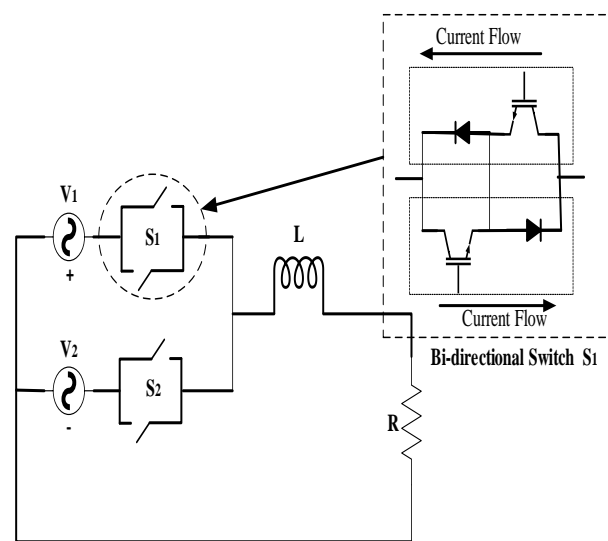 Current Flow
V1
S1
+
L
Current Flow
Bi-directional Switch S1
V2
S2
-
R